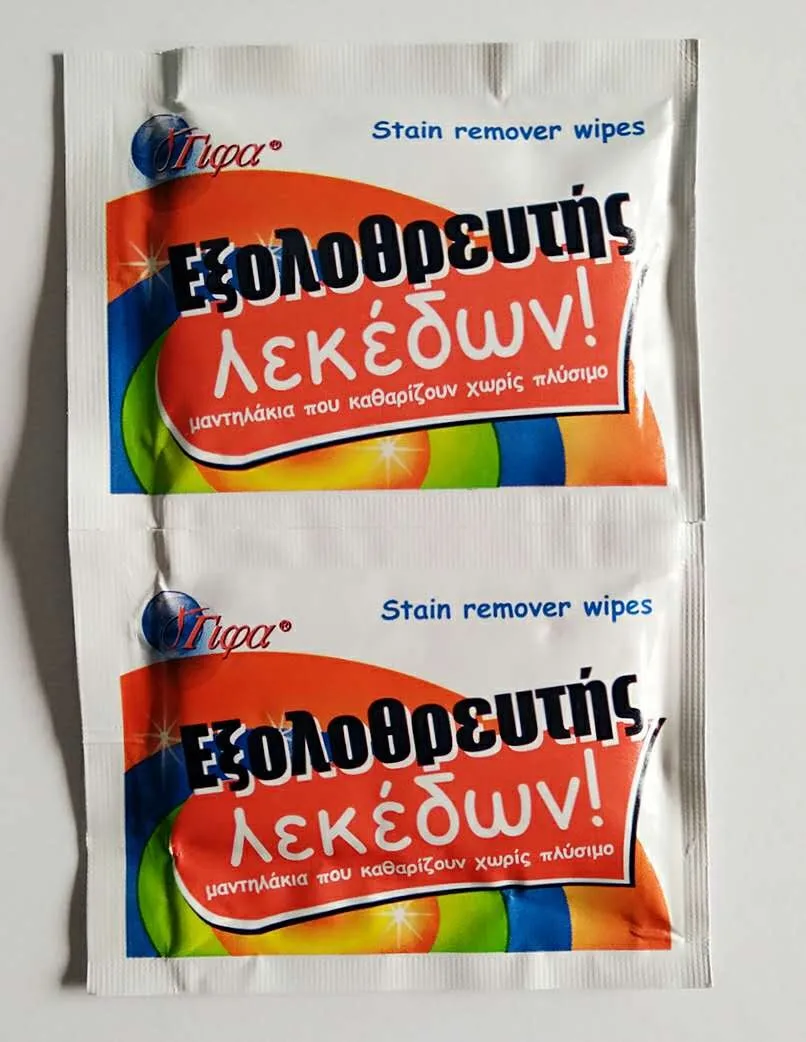 Γιφα®
Stain remover wipes
Εξολοθρευτής
λεκέδων!
μαντηλάκια που καθαρίζουν χωρίς πλύσιμο
Γιφα®
Stain remover wipes
Εξολοθρευτής
λεκέδων!
μαντηλάκια που καθαρίζουν χωρίς πλύσιμο